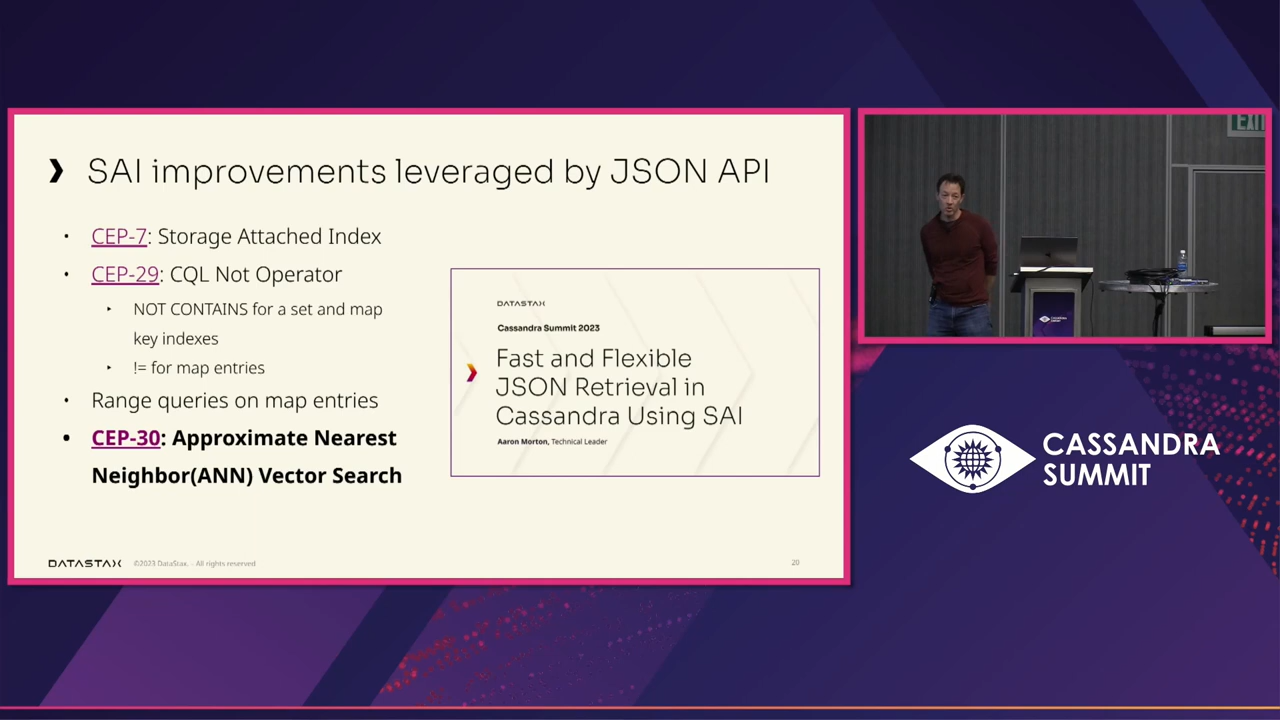 ❯ SAI improvements leveraged by JSON API
• CEP-7: Storage Attached Index
• CEP-29: CQL Not Operator
‣ NOT CONTAINS for a set and map
key indexes
‣ != for map entries
• Range queries on map entries
• CEP-30: Approximate Nearest
Neighbor(ANN) Vector Search
DATASTAX
Cassandra Summit 2023
Fast and Flexible
JSON Retrieval in
Cassandra Using SAI
Aaron Morton, Technical Leader
DATASTAX ©2023 DataStax. - All rights reserved
20
EXI
CASSANDRA
SUMMIT